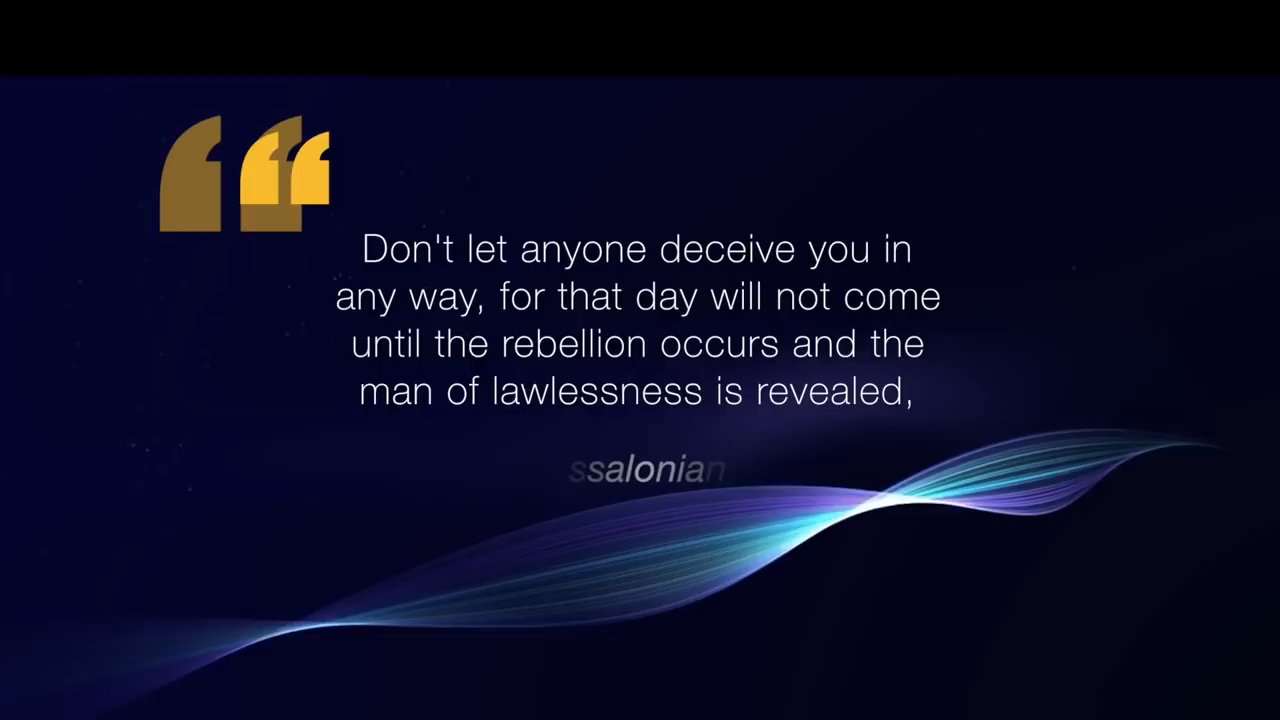 Don't let anyone deceive you in
any way, for that day will not come
until the rebellion occurs and the
man of lawlessness is revealed,
ssalonian